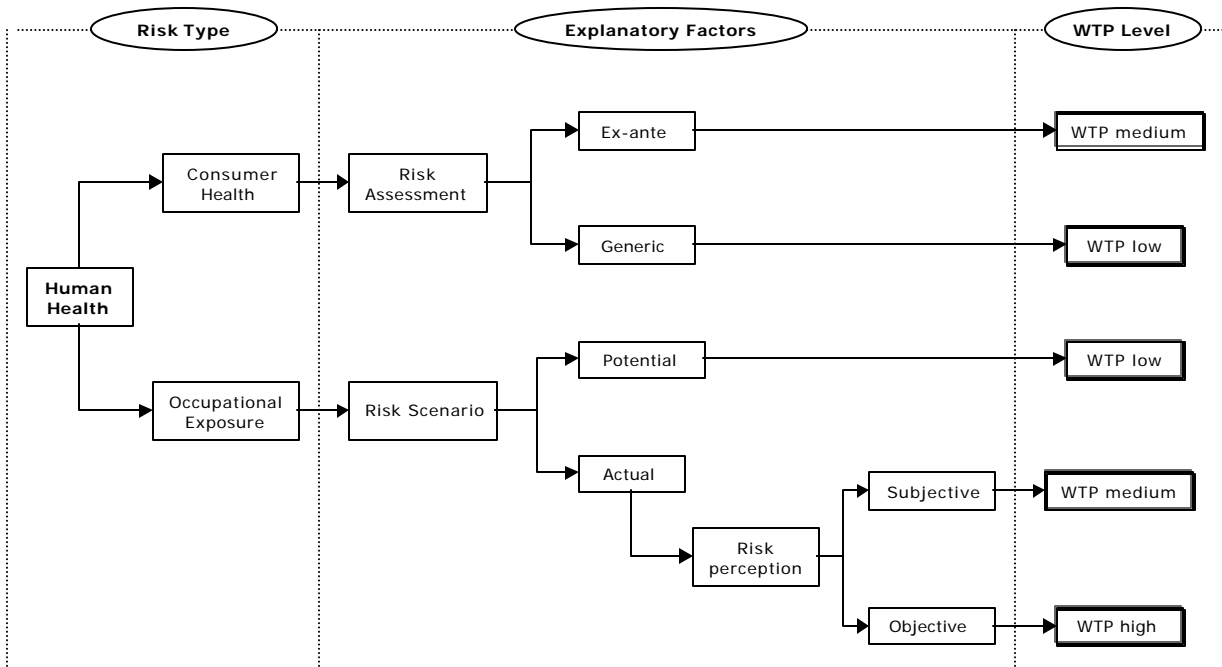 Risk Type
Explanatory Factors
WTP Level
Ex-ante
WTP medium
Consumer
Health
Risk
Assessment
Generic
WTP low
Human
Health
Potential
WTP low
Occupational
Exposure
Risk Scenario
Actual
Subjective
WTP medium
Risk
perception
Objective
WTP high